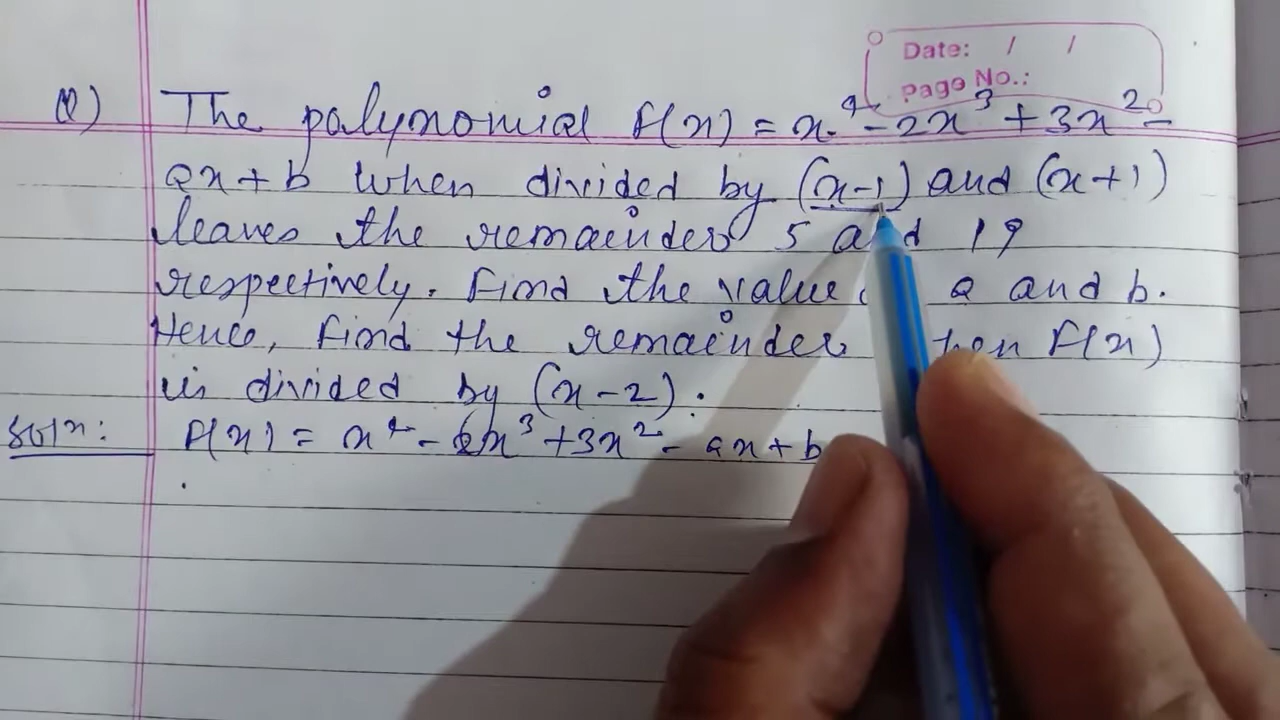 Date: / /
Page No.:
Q) The polynomial f(x) = x⁴ - 2x³ + 3x² -
ax + b when divided by (x-1) and (x+1)
leaves the remainder 5 and 19
respectively. Find the value a and b.
Hence, find the remainder when f(x)
is divided by (x-2).
Solx: f(x) = x⁴ - 2x³ + 3x² - ax + b